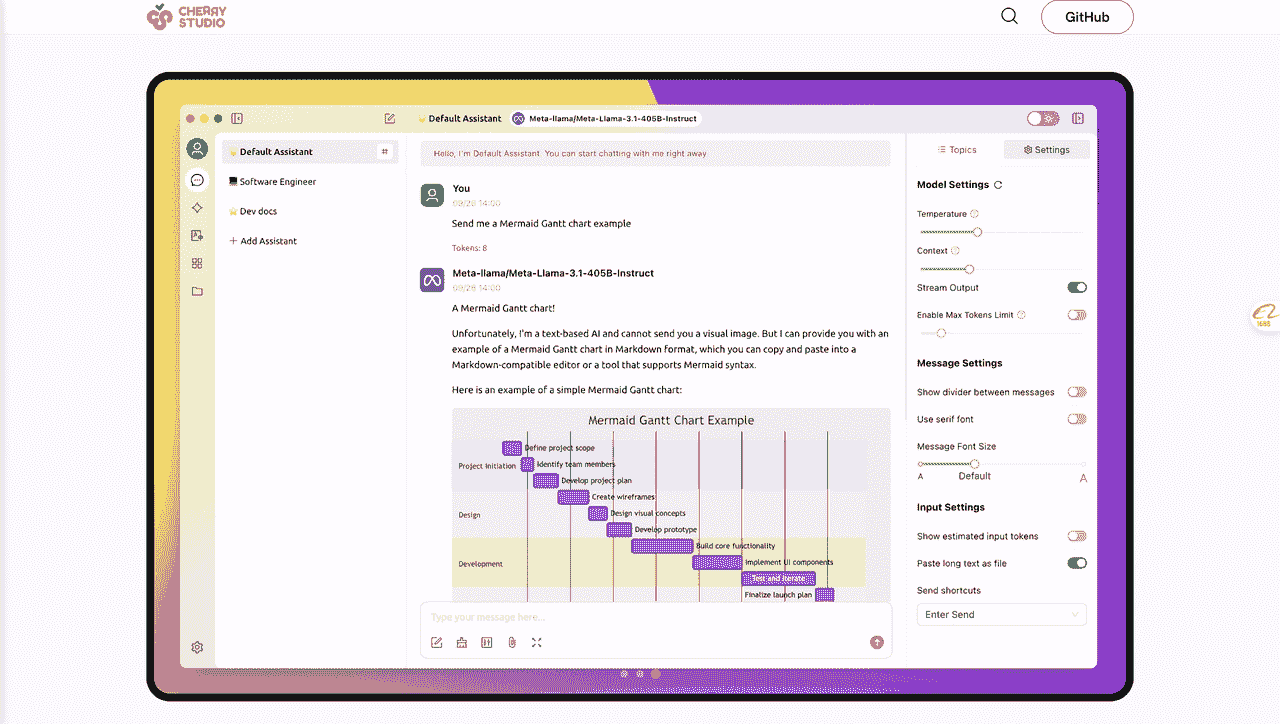 CHERRY
STUDIO
GitHub
Default Assistant
Meta-llama/Meta-Llama-3.1-405B-Instruct
Default Assistant
Software Engineer
Dev docs
+ Add Assistant
Hello, I'm Default Assistant. You can start chatting with me right away
You
09/26 14:00
Send me a Mermaid Gantt chart example
Tokens: 8
Meta-llama/Meta-Llama-3.1-405B-Instruct
09/26 14:00
A Mermaid Gantt chart!
Unfortunately, I'm a text-based AI and cannot send you a visual image. But I can provide you with an
example of a Mermaid Gantt chart in Markdown format, which you can copy and paste into a
Markdown-compatible editor or a tool that supports Mermaid syntax.
Here is an example of a simple Mermaid Gantt chart:
Mermaid Gantt Chart Example
Define project scope
Project Initiation
Identify team members
Develop project plan
Create wireframes
Design
Design visual concepts
Develop prototype
Build core functionality
Development
Implement UI components
Test and iterate
Finalize launch plan
Type your message here...
Topics
Settings
Model Settings
Temperature
Context
Stream Output
Enable Max Tokens Limit
Message Settings
Show divider between messages
Use serif font
Message Font Size
A
Default
A
Input Settings
Show estimated input tokens
Paste long text as file
Send shortcuts
Enter Send
1688